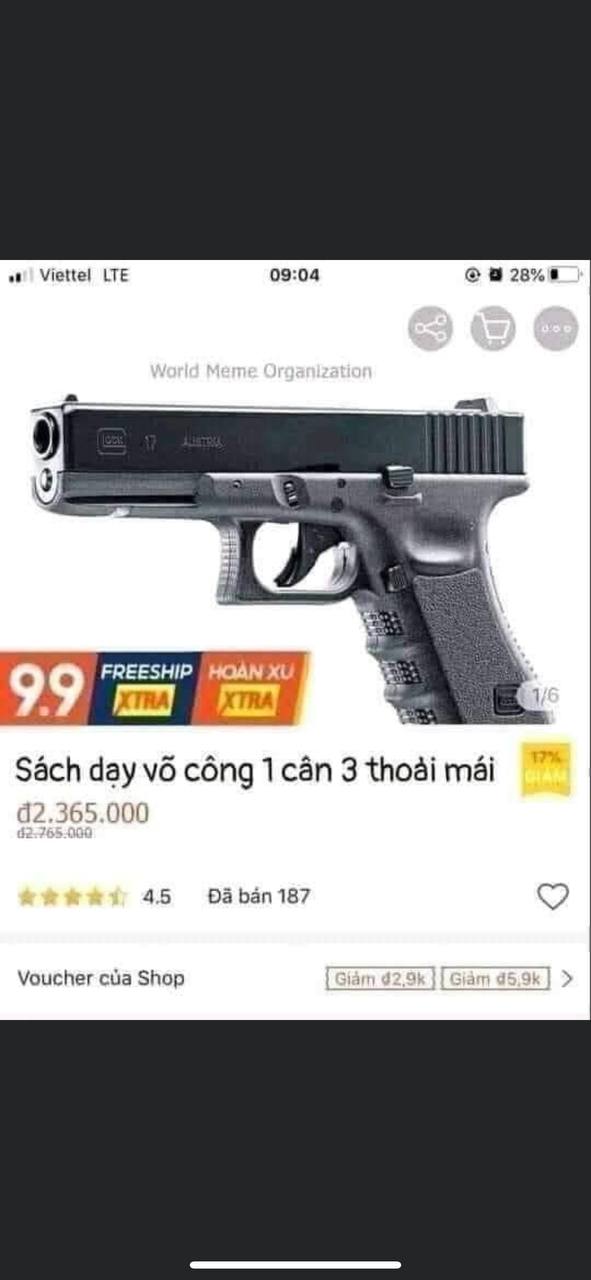 Viettel LTE 09:04 28%
World Meme Organization
GLOCK 17 AUSTRIA
9.9 FREESHIP XTRA HOÀN XU XTRA
1/6
Sách dạy võ công 1 cân 3 thoải mái
17% GIẢM
đ2.365.000
đ2.765.000
4.5 Đã bán 187
Voucher của Shop Giảm đ2,9k Giảm đ5,9k